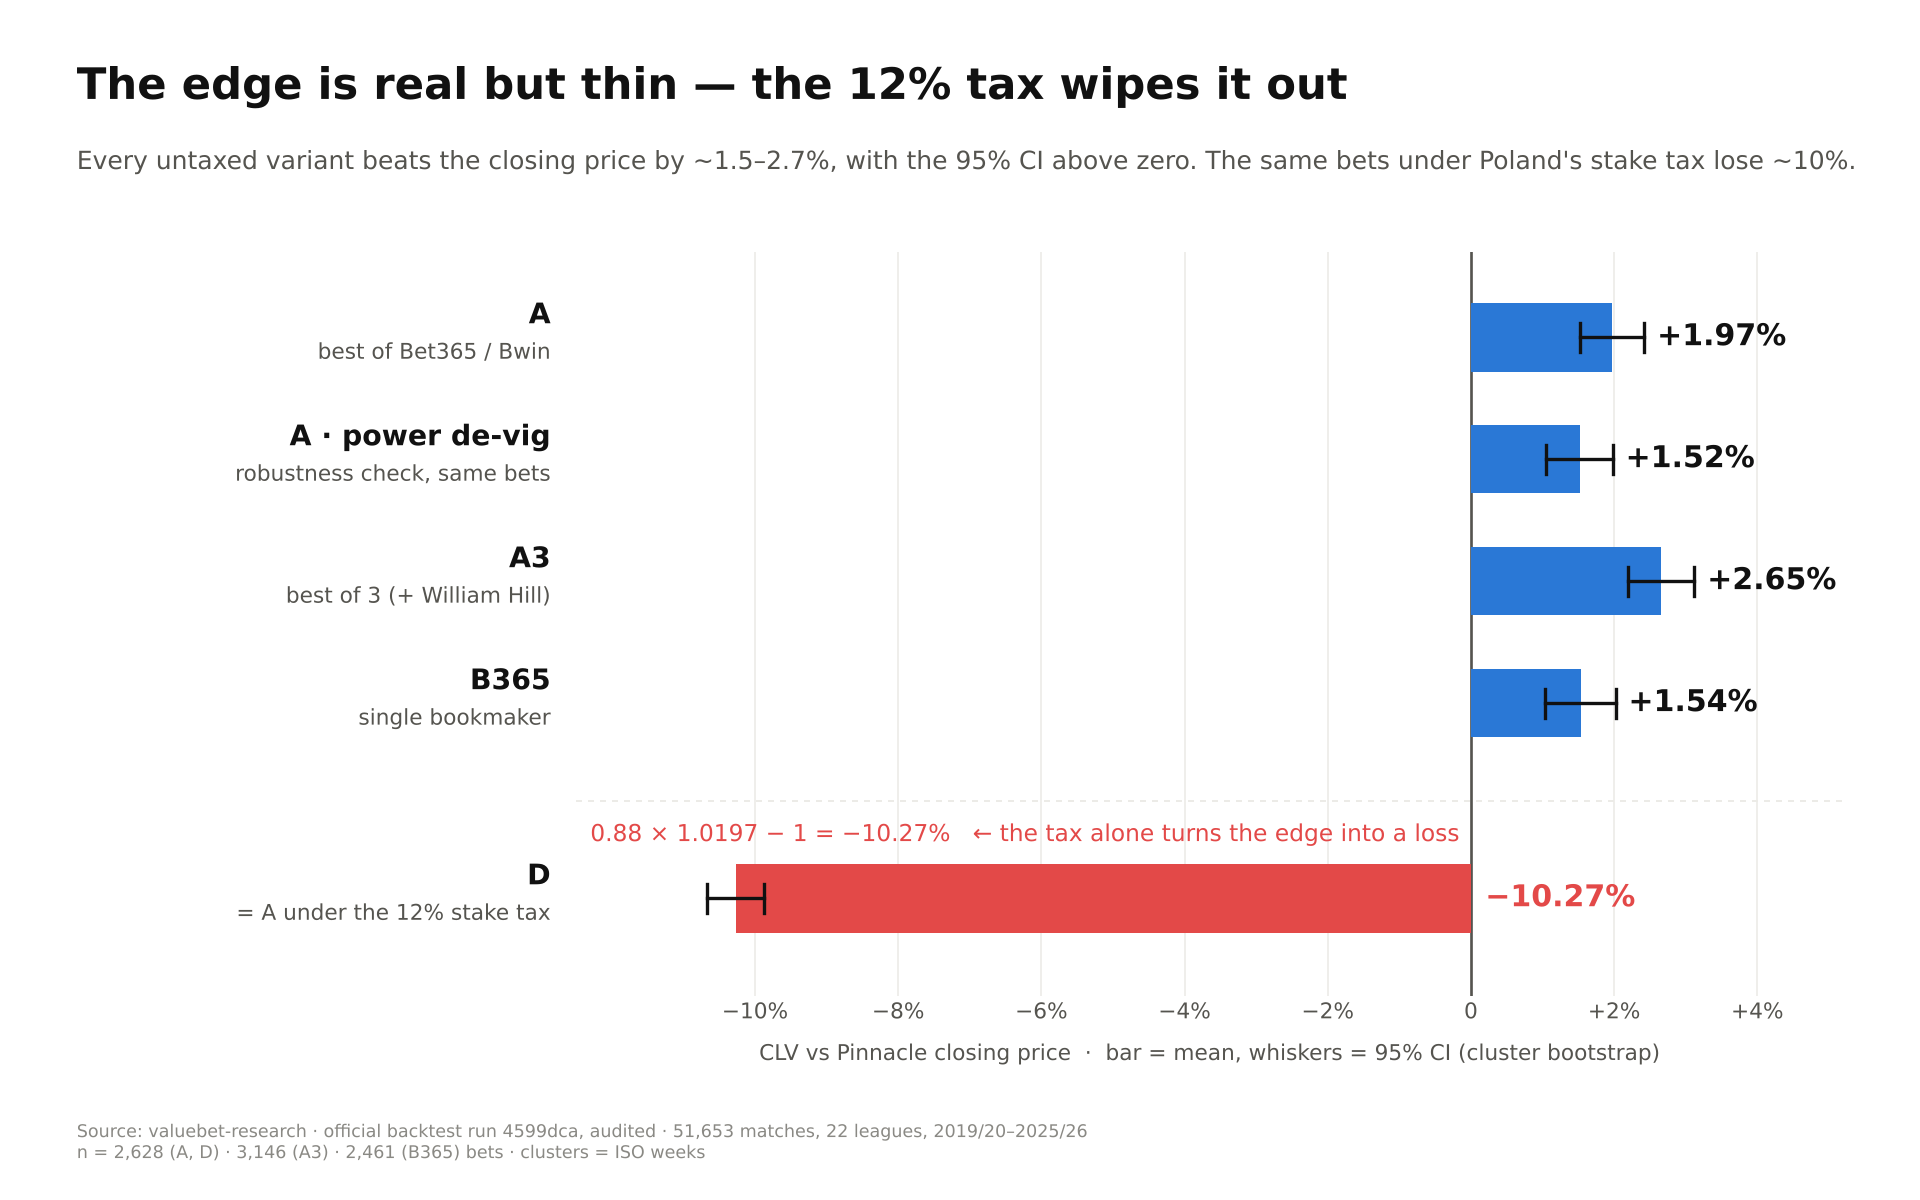 The edge is real but thin — the 12% tax wipes it out
Every untaxed variant beats the closing price by ~1.5–2.7%, with the 95% CI above zero. The same bets under Poland's stake tax lose ~10%.
A
best of Bet365 / Bwin
+1.97%
A · power de-vig
robustness check, same bets
+1.52%
A3
best of 3 (+ William Hill)
+2.65%
B365
single bookmaker
+1.54%
0.88 × 1.0197 − 1 = −10.27% ← the tax alone turns the edge into a loss
D
= A under the 12% stake tax
−10.27%
−10% −8% −6% −4% −2% 0 +2% +4%
CLV vs Pinnacle closing price · bar = mean, whiskers = 95% CI (cluster bootstrap)
Source: valuebet-research · official backtest run 4599dca, audited · 51,653 matches, 22 leagues, 2019/20–2025/26
n = 2,628 (A, D) · 3,146 (A3) · 2,461 (B365) bets · clusters = ISO weeks